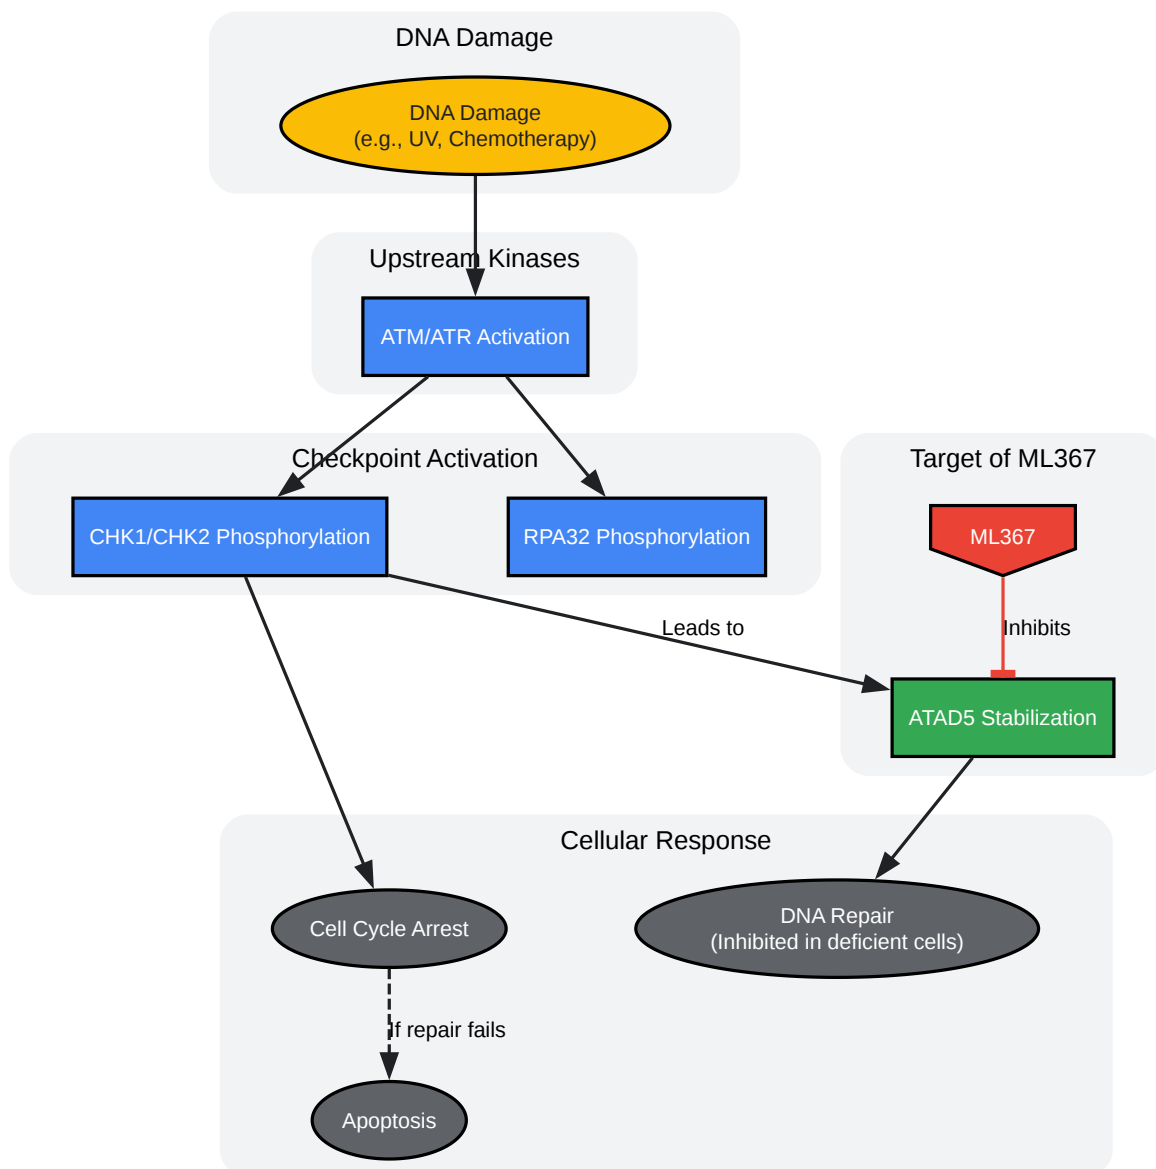 DNA Damage
DNA Damage
(e.g., UV, Chemotherapy)
Upstream Kinases
ATM/ATR Activation
Checkpoint Activation
Target of ML367
CHK1/CHK2 Phosphorylation
RPA32 Phosphorylation
ML367
Leads to
Inhibits
ATAD5 Stabilization
Cellular Response
Cell Cycle Arrest
DNA Repair
(Inhibited in deficient cells)
If repair fails
Apoptosis